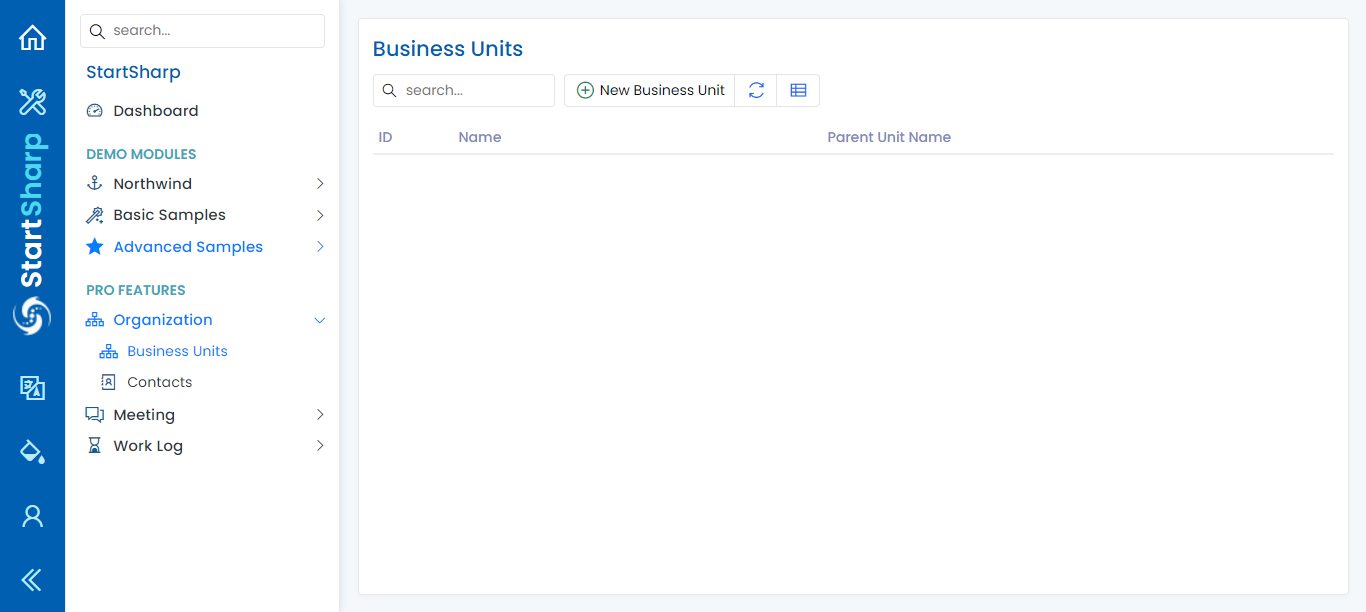 StartSharp
search...
StartSharp
Dashboard
DEMO MODULES
Northwind
Basic Samples
Advanced Samples
PRO FEATURES
Organization
Business Units
Contacts
Meeting
Work Log
Business Units
search...
New Business Unit
ID Name Parent Unit Name